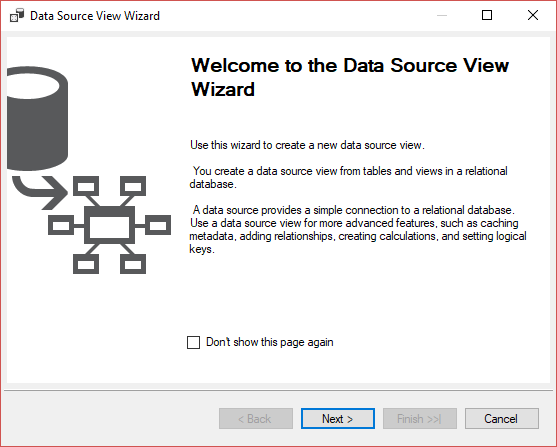 Data Source View Wizard
Welcome to the Data Source View
Wizard
Use this wizard to create a new data source view.
You create a data source view from tables and views in a relational
database.
A data source provides a simple connection to a relational database.
Use a data source view for more advanced features, such as caching
metadata, adding relationships, creating calculations, and setting logical
keys.
Don't show this page again
< Back
Next >
Finish >>|
Cancel